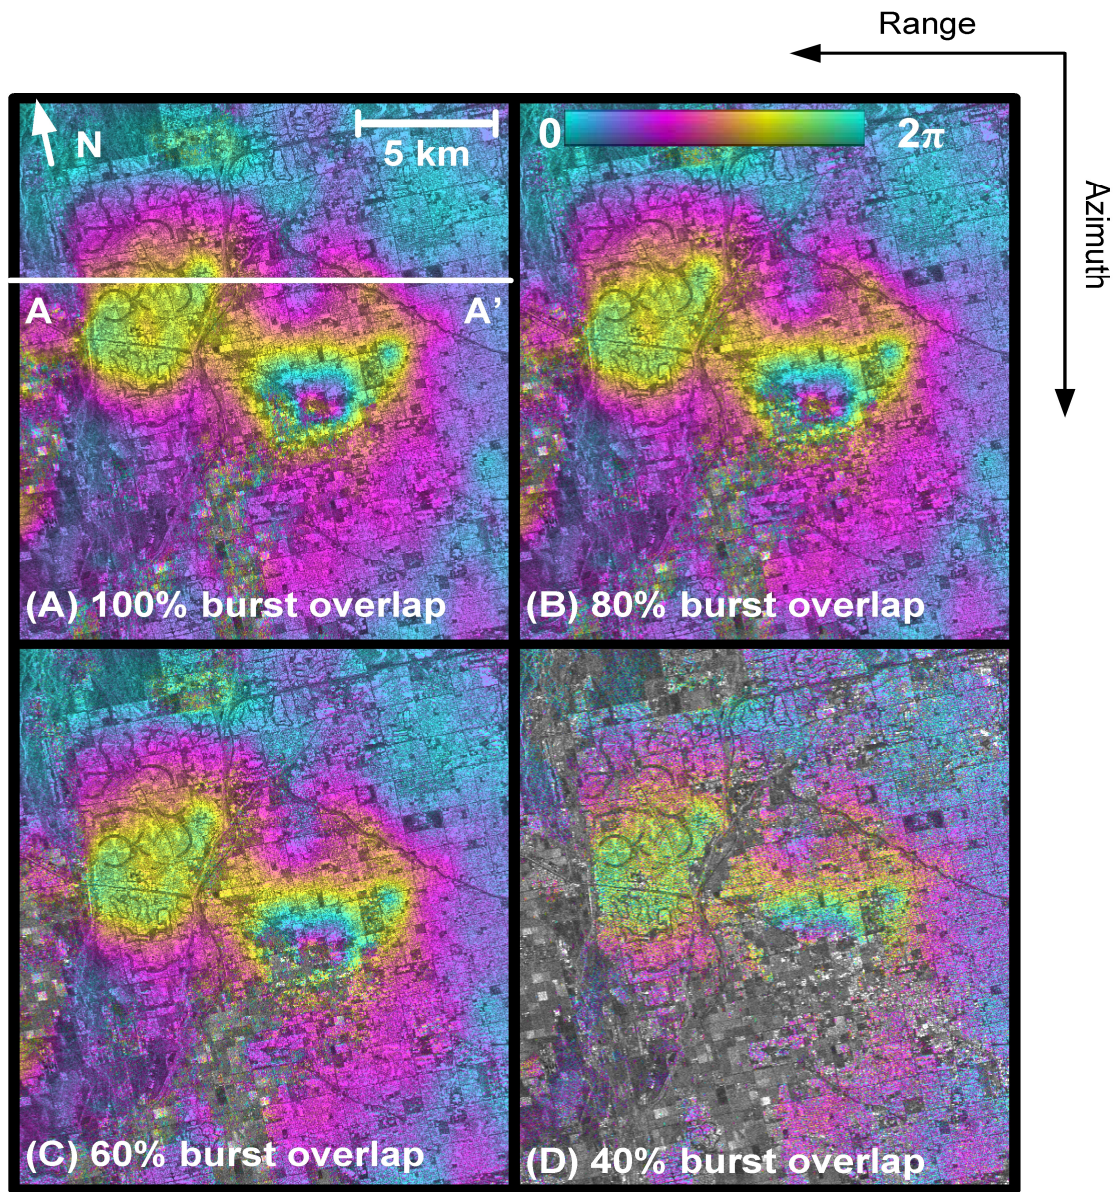 Range
Azimuth
N
5 km
0
2π
A
A’
(A) 100% burst overlap
(B) 80% burst overlap
(C) 60% burst overlap
(D) 40% burst overlap